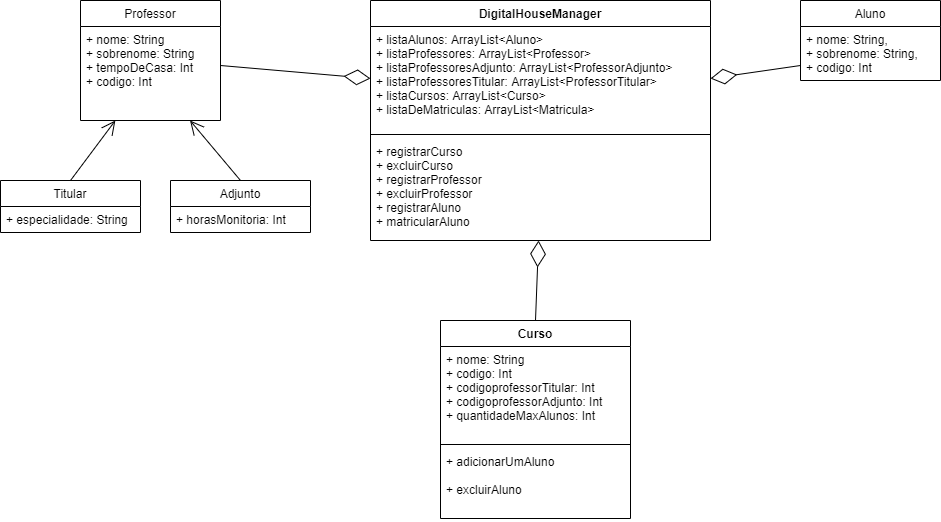 Professor
+ nome: String
+ sobrenome: String
+ tempoDeCasa: Int
+ codigo: Int
DigitalHouseManager
+ listaAlunos: ArrayList<Aluno>
+ listaProfessores: ArrayList<Professor>
+ listaProfessoresAdjunto: ArrayList<ProfessorAdjunto>
+ listaProfessoresTitular: ArrayList<ProfessorTitular>
+ listaCursos: ArrayList<Curso>
+ listaDeMatriculas: ArrayList<Matricula>
+ registrarCurso
+ excluirCurso
+ registrarProfessor
+ excluirProfessor
+ registrarAluno
+ matricularAluno
Aluno
+ nome: String,
+ sobrenome: String,
+ codigo: Int
Titular
+ especialidade: String
Adjunto
+ horasMonitoria: Int
Curso
+ nome: String
+ codigo: Int
+ codigoprofessorTitular: Int
+ codigoprofessorAdjunto: Int
+ quantidadeMaxAlunos: Int
+ adicionarUmAluno
+ excluirAluno